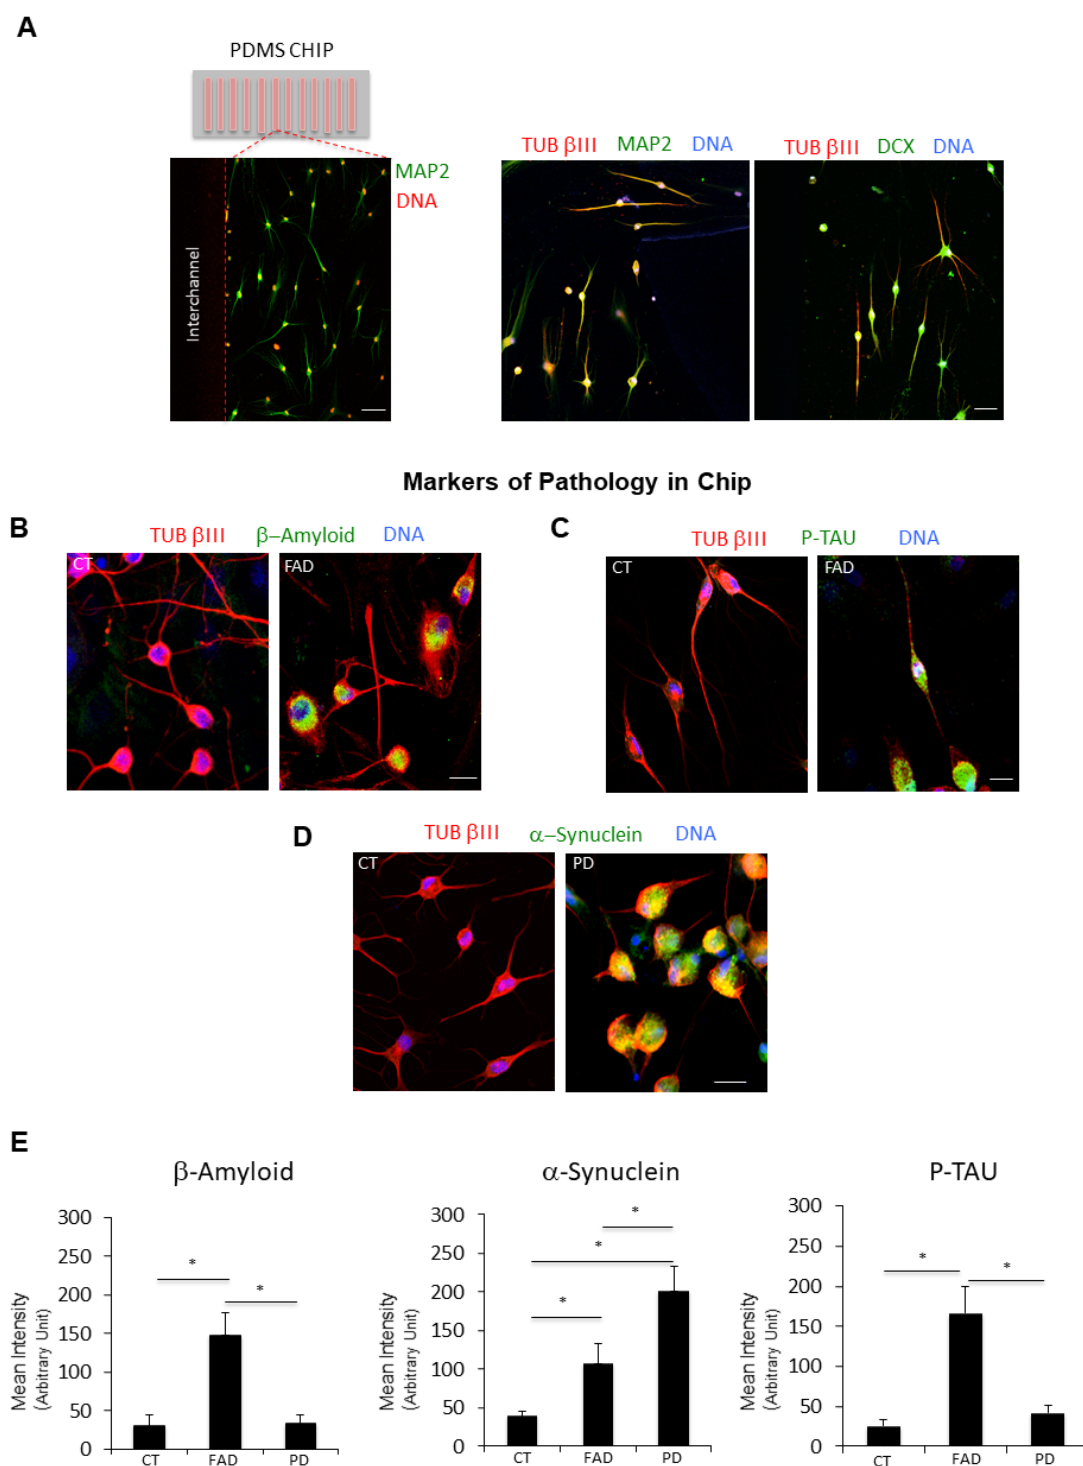 A
PDMS CHIP
MAP2
DNA
Interchannel
TUB βIII MAP2 DNA
TUB βIII DCX DNA
Markers of Pathology in Chip
B
TUB βIII β–Amyloid DNA
CT
FAD
C
TUB βIII P-TAU DNA
CT
FAD
D
TUB βIII α–Synuclein DNA
CT
PD
E
β-Amyloid
Mean Intensity
(Arbitrary Unit)
300
250
200
150
100
50
0
*
*
CT FAD PD
α-Synuclein
Mean Intensity
(Arbitrary Unit)
300
250
200
150
100
50
0
*
*
*
CT FAD PD
P-TAU
Mean Intensity
(Arbitrary Unit)
300
250
200
150
100
50
0
*
*
CT FAD PD